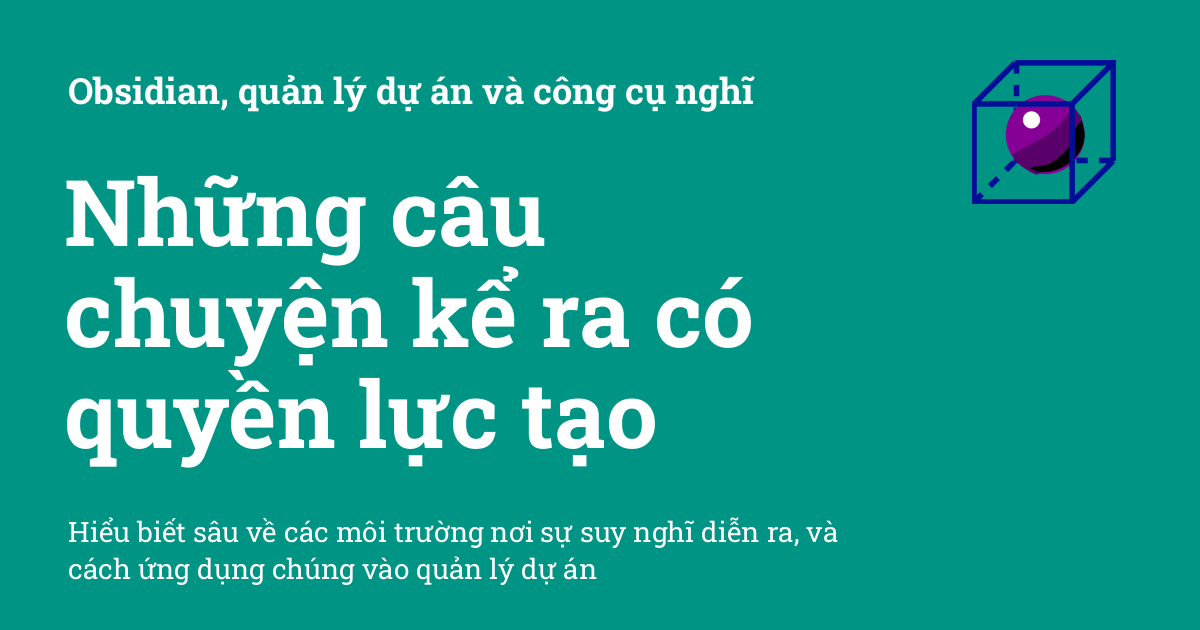 Obsidian, quản lý dự án và công cụ nghĩ
Những câu
chuyện kể ra có
quyền lực tạo
Hiểu biết sâu về các môi trường nơi sự suy nghĩ diễn ra, và
cách ứng dụng chúng vào quản lý dự án